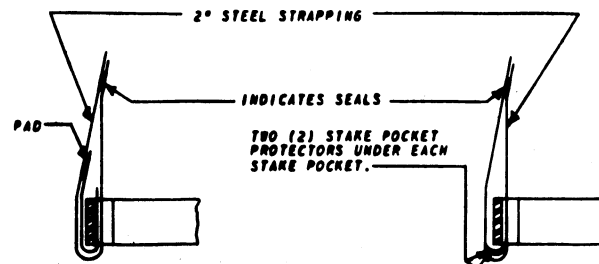 2" STEEL STRAPPING
INDICATES SEALS
PAD
TWO (2) STAKE POCKET
PROTECTORS UNDER EACH
STAKE POCKET.